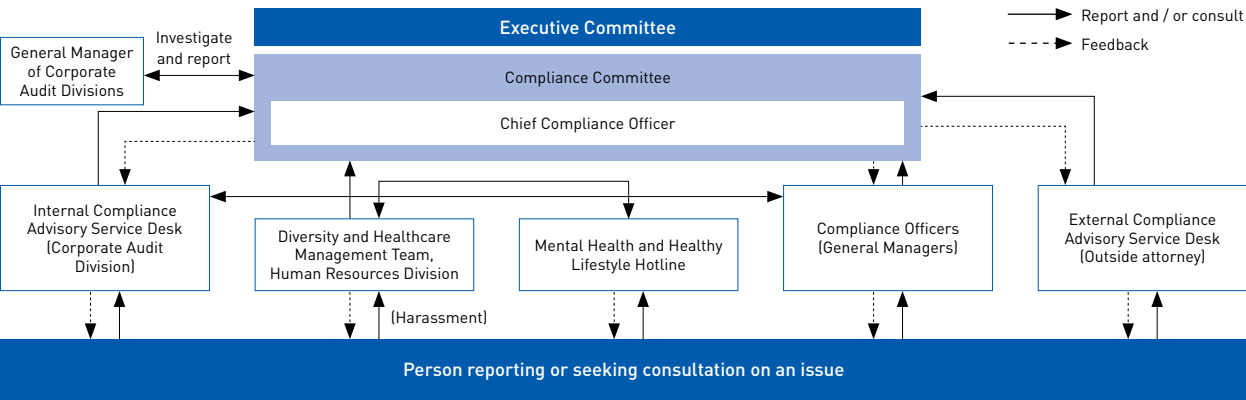 Executive Committee
Report and / or consult
Feedback
General Manager
of Corporate
Audit Divisions
Investigate
and report
Compliance Committee
Chief Compliance Officer
Internal Compliance
Advisory Service Desk
(Corporate Audit
Division)
Diversity and Healthcare
Management Team,
Human Resources Division
Mental Health and Healthy
Lifestyle Hotline
Compliance Officers
(General Managers)
External Compliance
Advisory Service Desk
(Outside attorney)
(Harassment)
Person reporting or seeking consultation on an issue